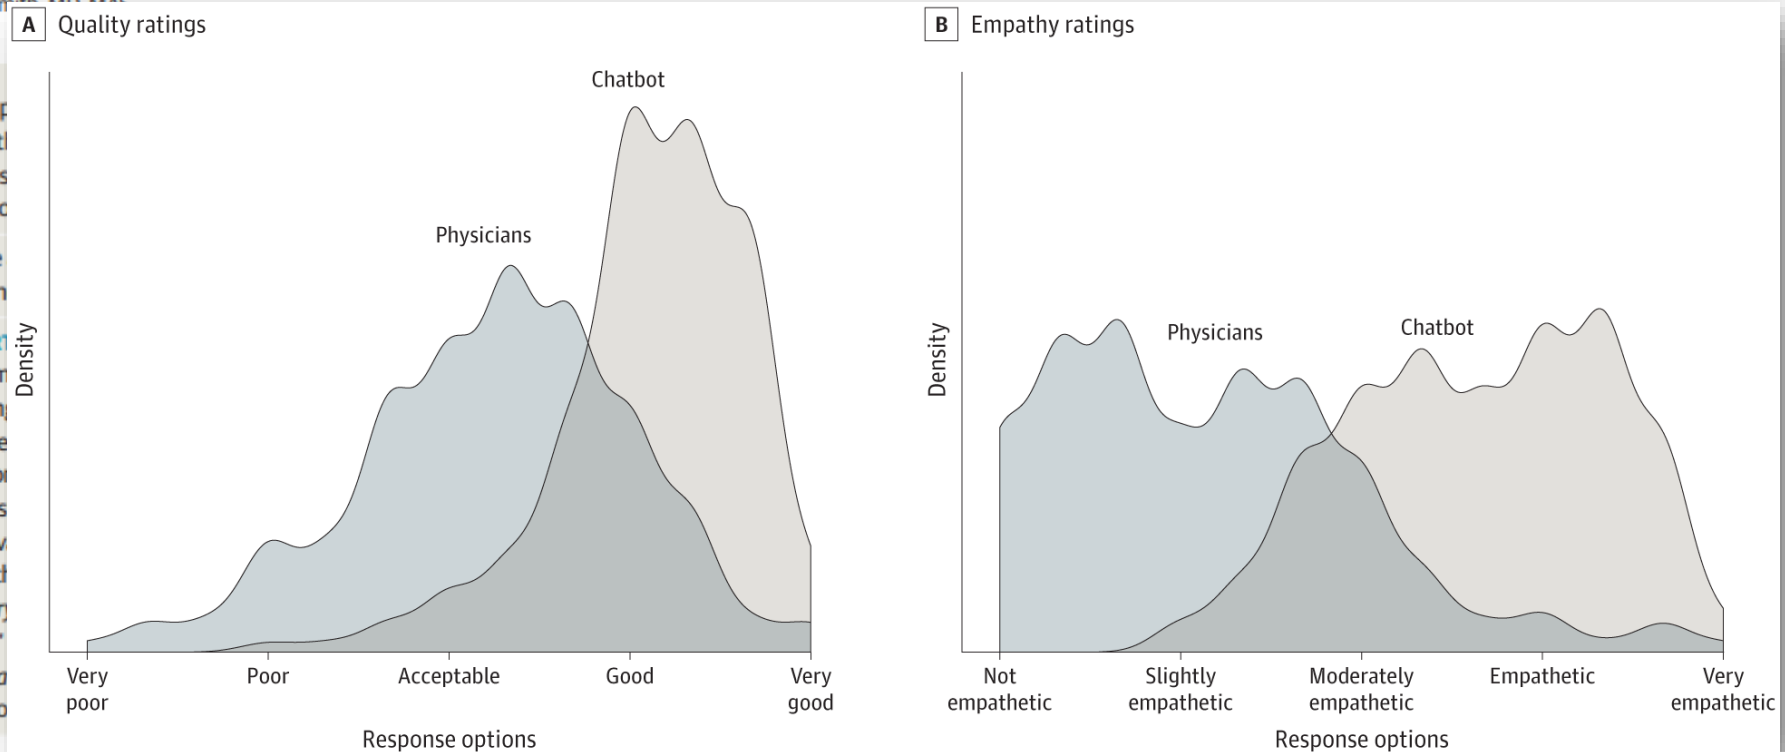 A Quality ratings
Chatbot
Physicians
Density
Very poor
Poor
Acceptable
Good
Very good
Response options
B Empathy ratings
Physicians
Chatbot
Density
Not empathetic
Slightly empathetic
Moderately empathetic
Empathetic
Very empathetic
Response options